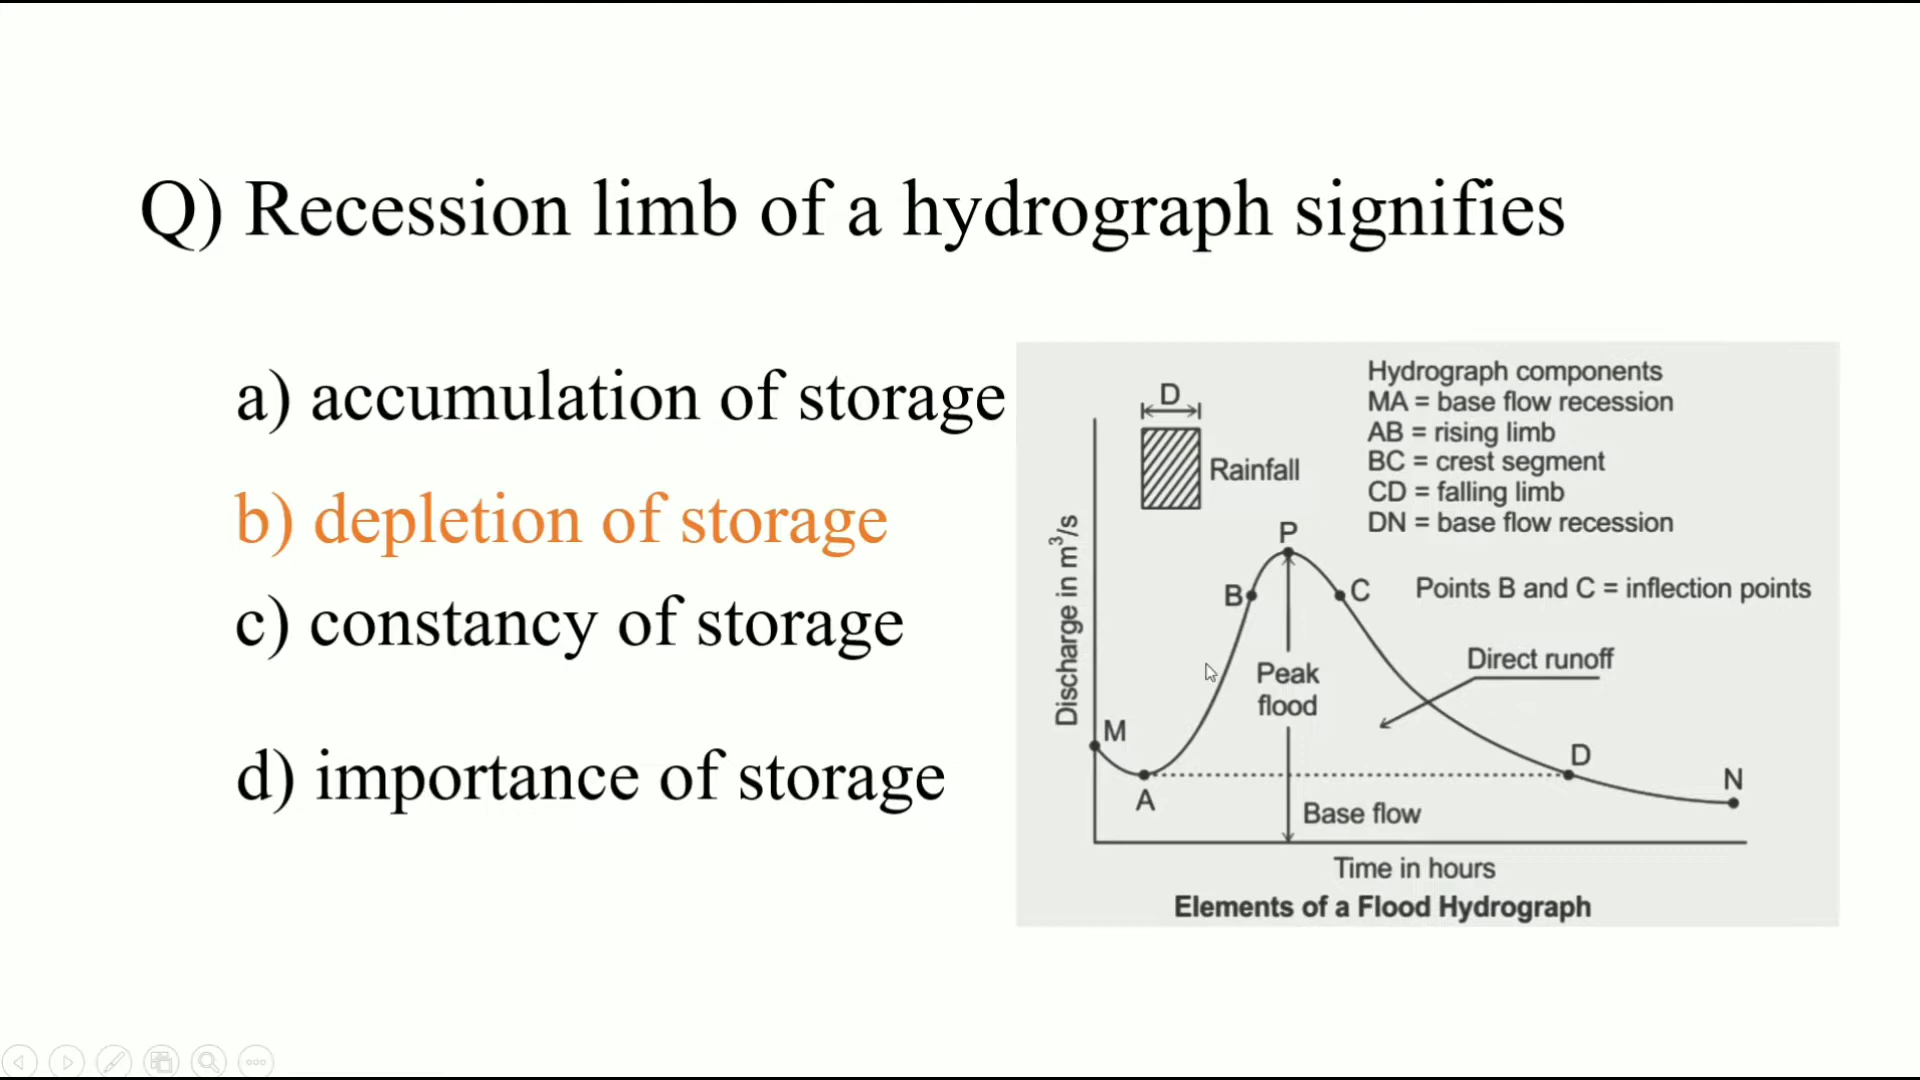 Q) Recession limb of a hydrograph signifies
a) accumulation of storage
b) depletion of storage
c) constancy of storage
d) importance of storage
D
Rainfall
Hydrograph components
MA = base flow recession
AB = rising limb
BC = crest segment
CD = falling limb
DN = base flow recession
Points B and C = inflection points
Discharge in m³/s
P
B
C
Direct runoff
Peak
flood
M
A
D
N
Base flow
Time in hours
Elements of a Flood Hydrograph